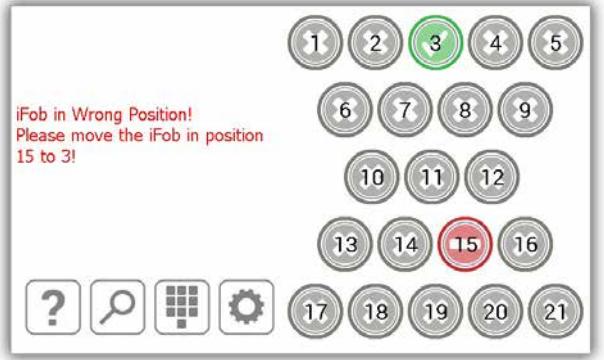 1 2 3 4 5
iFob in Wrong Position!
Please move the iFob in position
15 to 3!
6 7 8 9
10 11 12
13 14 15 16
?
17 18 19 20 21